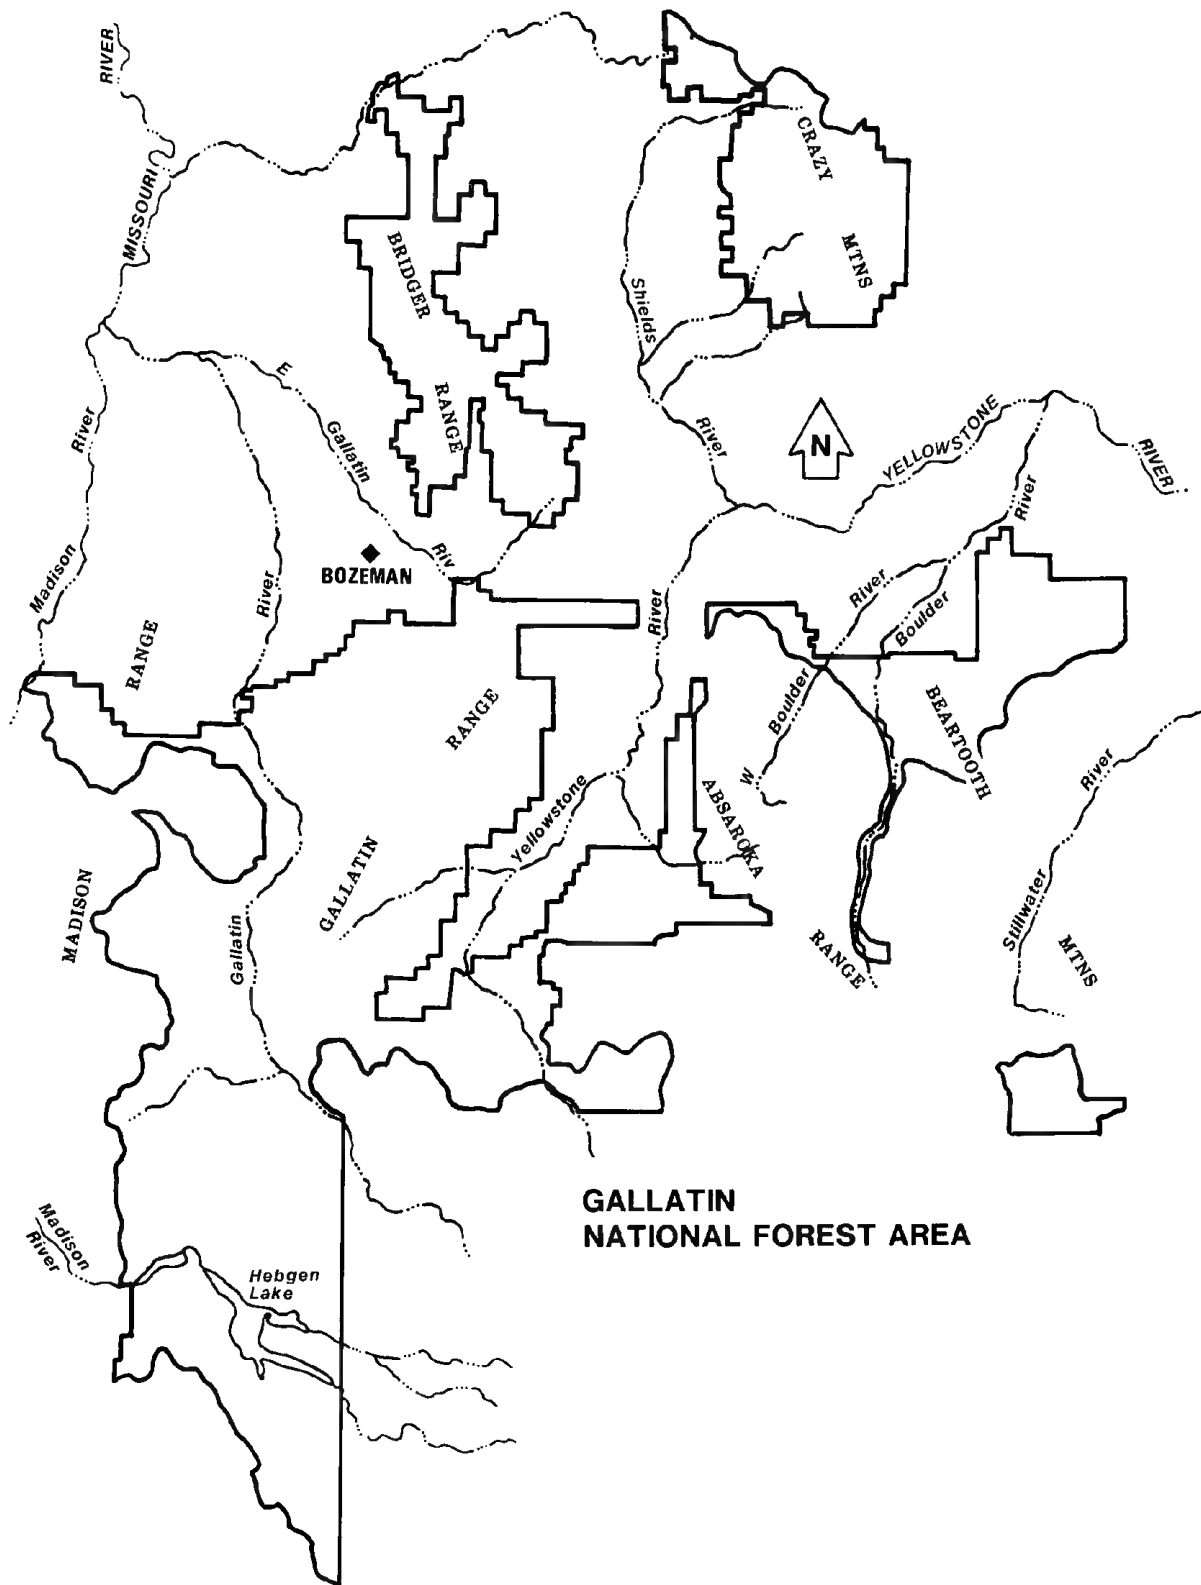 RIVER
MISSOURI
CRAZY
MTNS
BRIDGER
RANGE
Shields
River
E
Gallatin
Riv
River
Madison
River
N
YELLOWSTONE
RIVER
River
BOZEMAN
River
River
Boulder
Boulder
W
RANGE
RANGE
GALLATIN
Yellowstone
ABSAROKA
RANGE
BEARTOOTH
MTNS
River
Stillwater
MADISON
Gallatin
GALLATIN
NATIONAL FOREST AREA
Madison
River
Hebgen
Lake